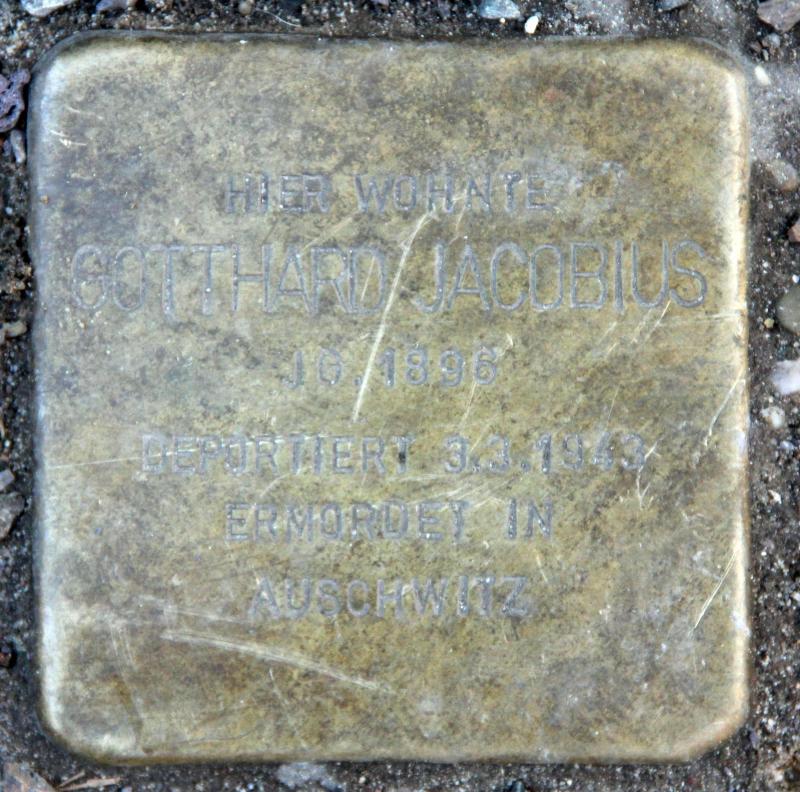 HIER WOHNTE
GOTTHARD JACOBIUS
JG. 1896
DEPORTIERT 3.3.1943
ERMORDET IN
AUSCHWITZ